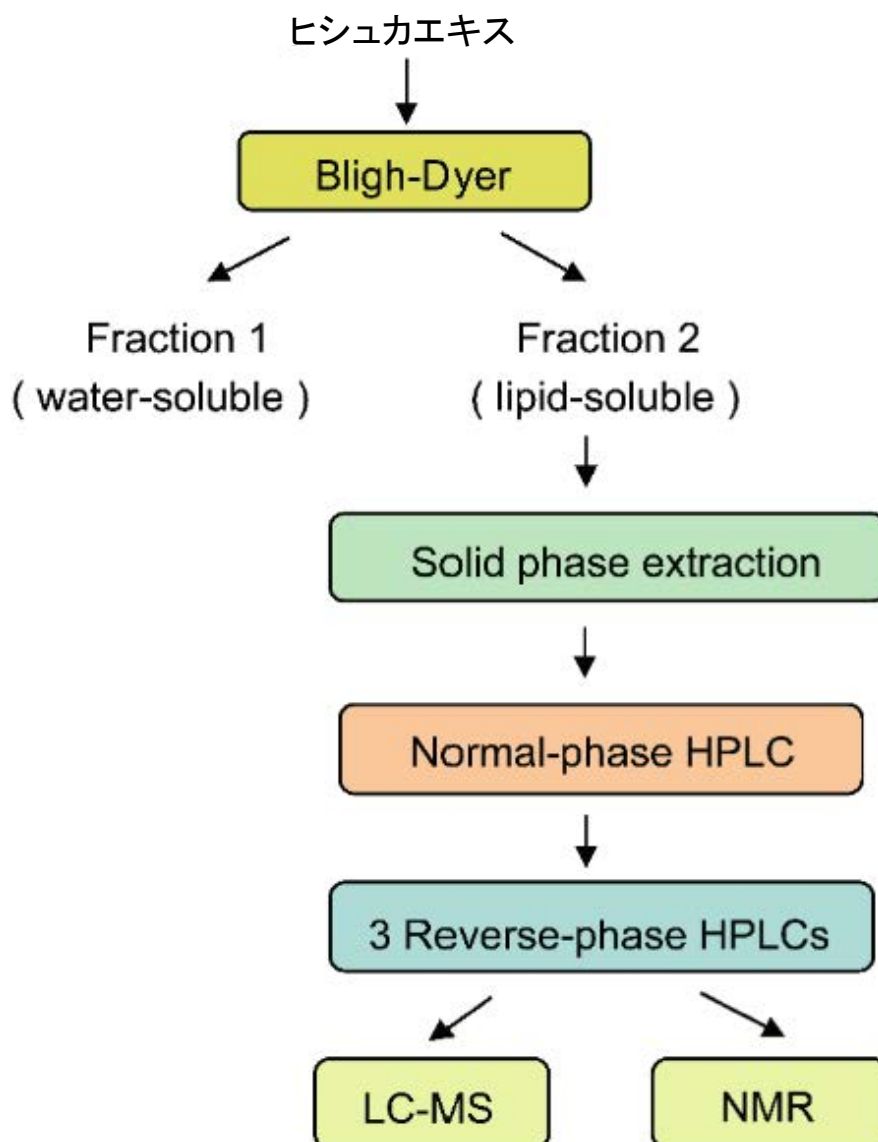 ヒシュカエキス
Bligh-Dyer
Fraction 1
( water-soluble )
Fraction 2
( lipid-soluble )
Solid phase extraction
Normal-phase HPLC
3 Reverse-phase HPLCs
LC-MS
NMR